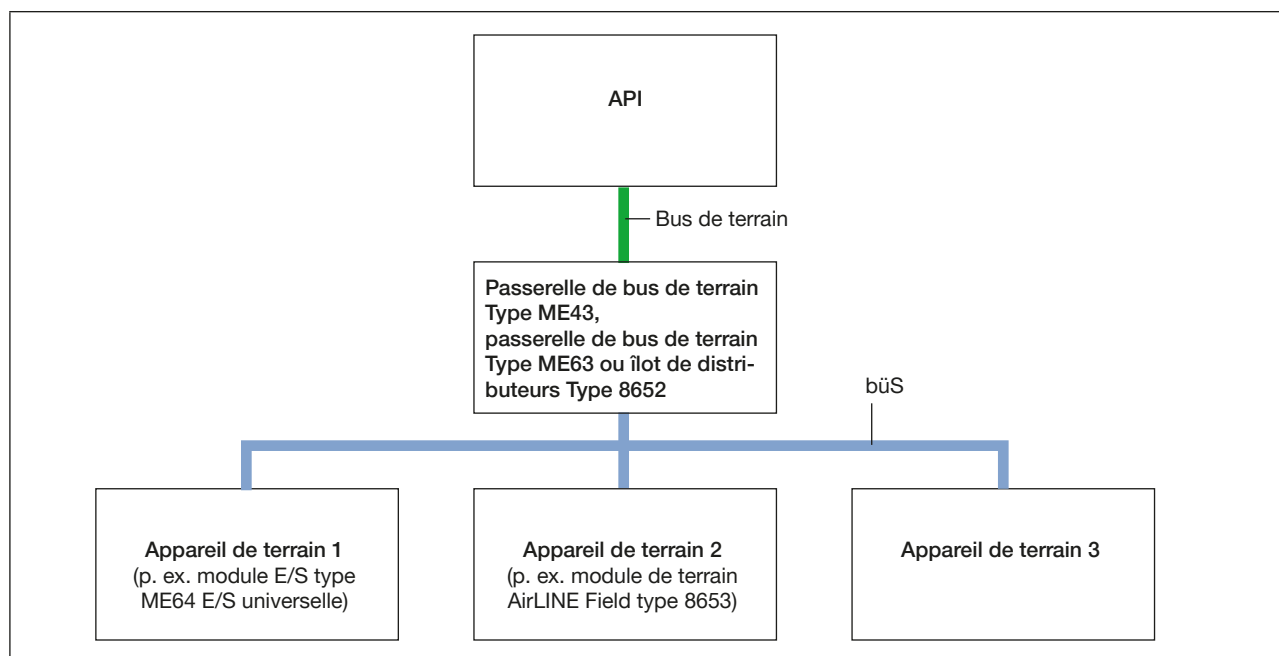 API
Bus de terrain
Passerelle de bus de terrain
Type ME43,
passerelle de bus de terrain
Type ME63 ou îlot de distri-
buteurs Type 8652
büS
Appareil de terrain 1
(p. ex. module E/S type
ME64 E/S universelle)
Appareil de terrain 2
(p. ex. module de terrain
AirLINE Field type 8653)
Appareil de terrain 3